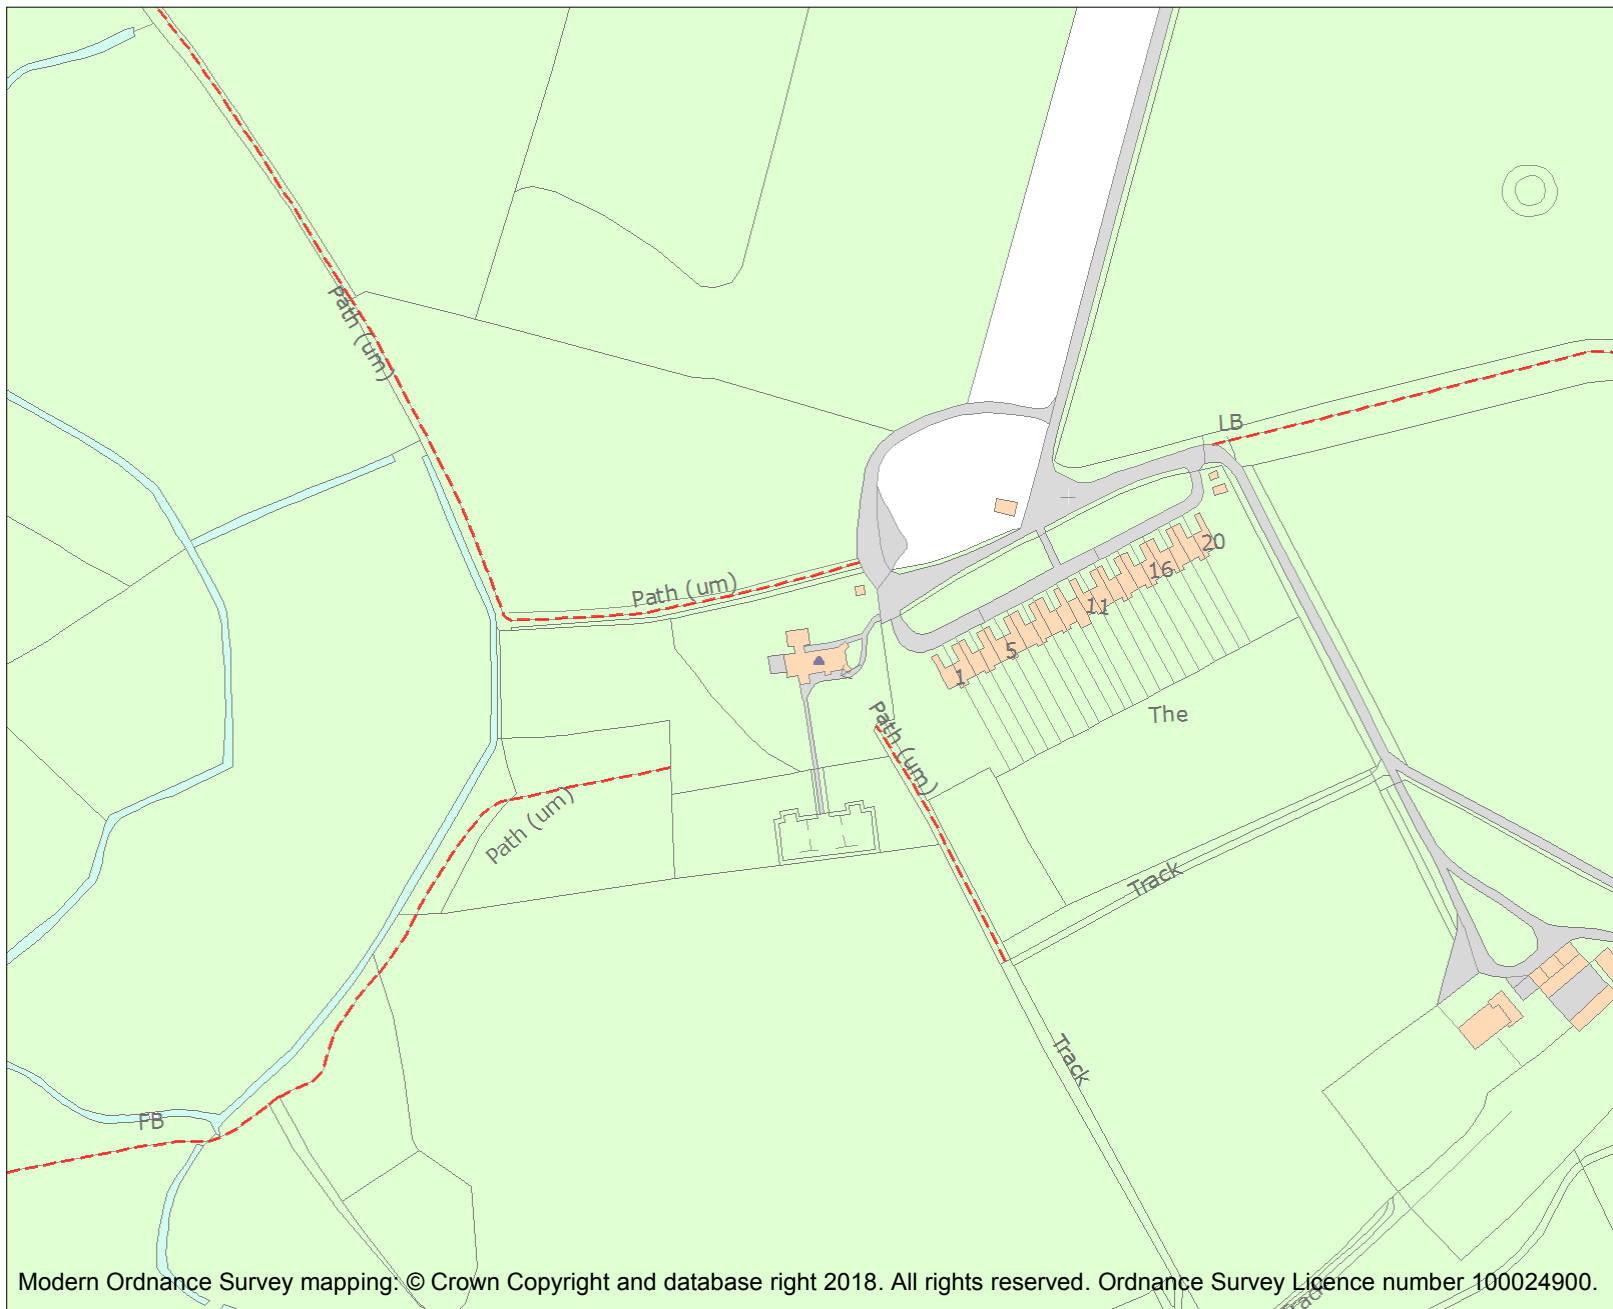 Path (um)
LB
20
Path (um)
16
11
5
1
The
Path (um)
Path (um)
Track
Track
FB
Track
Modern Ordnance Survey mapping: © Crown Copyright and database right 2018. All rights reserved. Ordnance Survey Licence number 100024900.